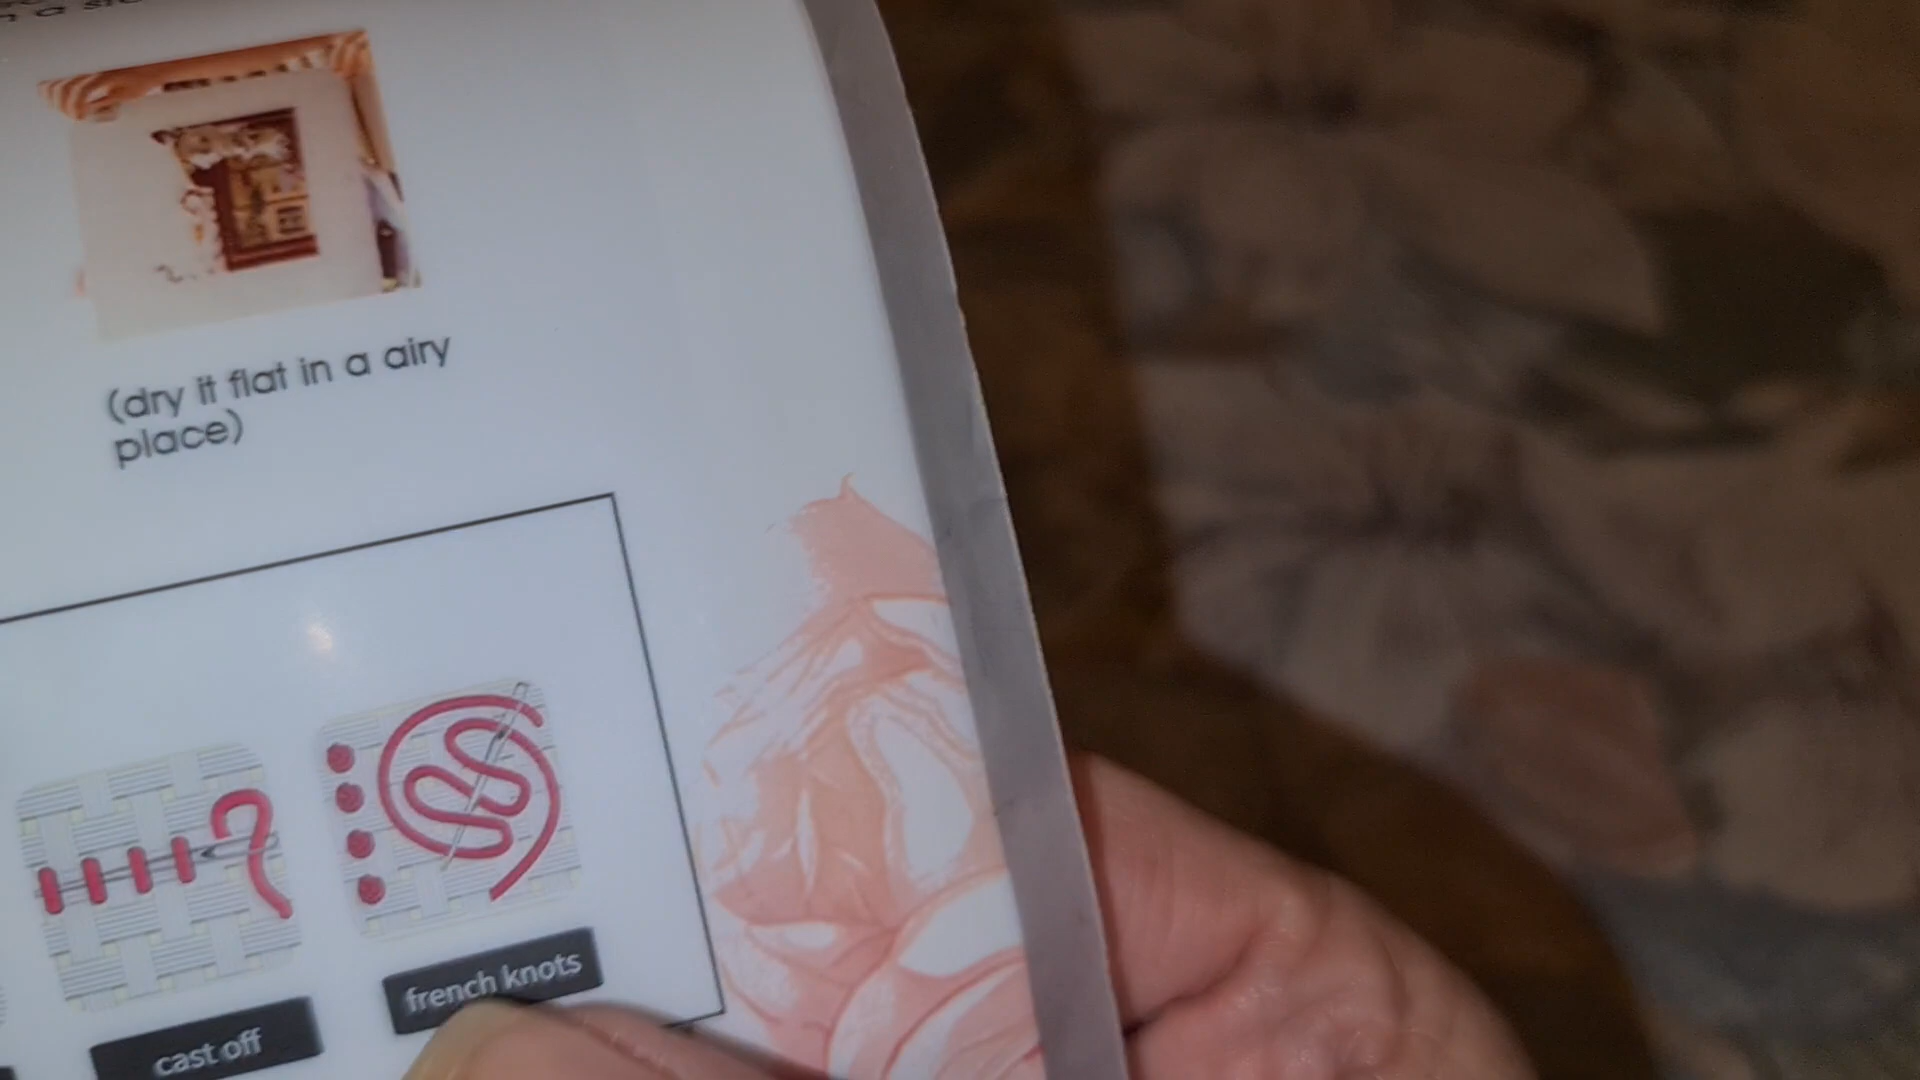 (dry it flat in a airy
place)
french knots
cast off